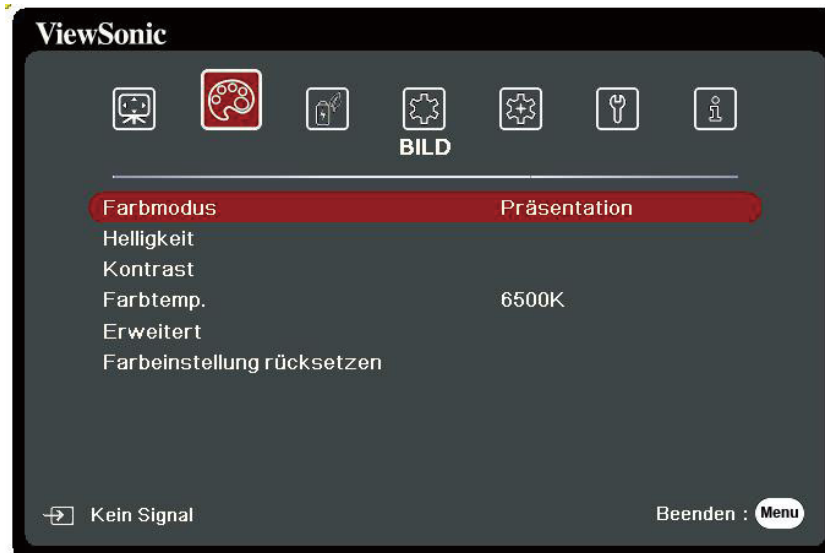 ViewSonic
BILD
Farbmodus Präsentation
Helligkeit
Kontrast
Farbtemp. 6500K
Erweitert
Farbeinstellung rücksetzen
Kein Signal Beenden : Menu